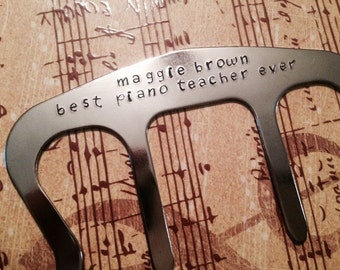 maggie brown
best piano teacher ever